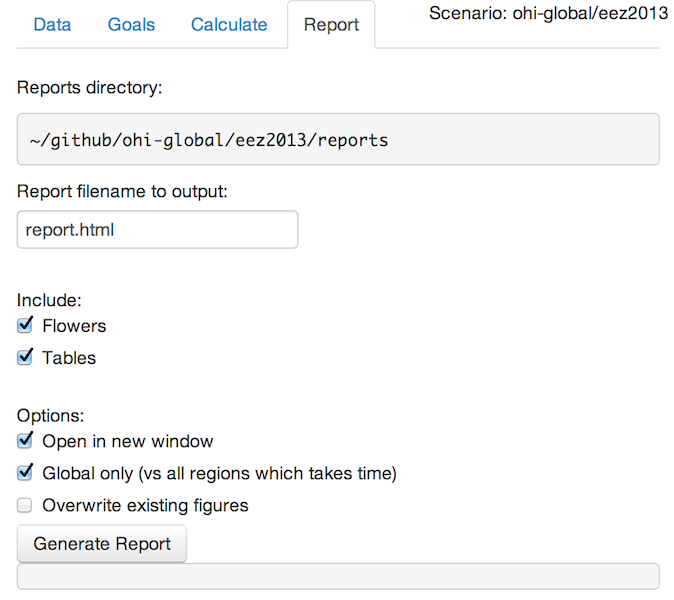 Data Goals Calculate Report Scenario: ohi-global/eez2013
Reports directory:
~/github/ohi-global/eez2013/reports
Report filename to output:
report.html
Include:
Flowers
Tables
Options:
Open in new window
Global only (vs all regions which takes time)
Overwrite existing figures
Generate Report